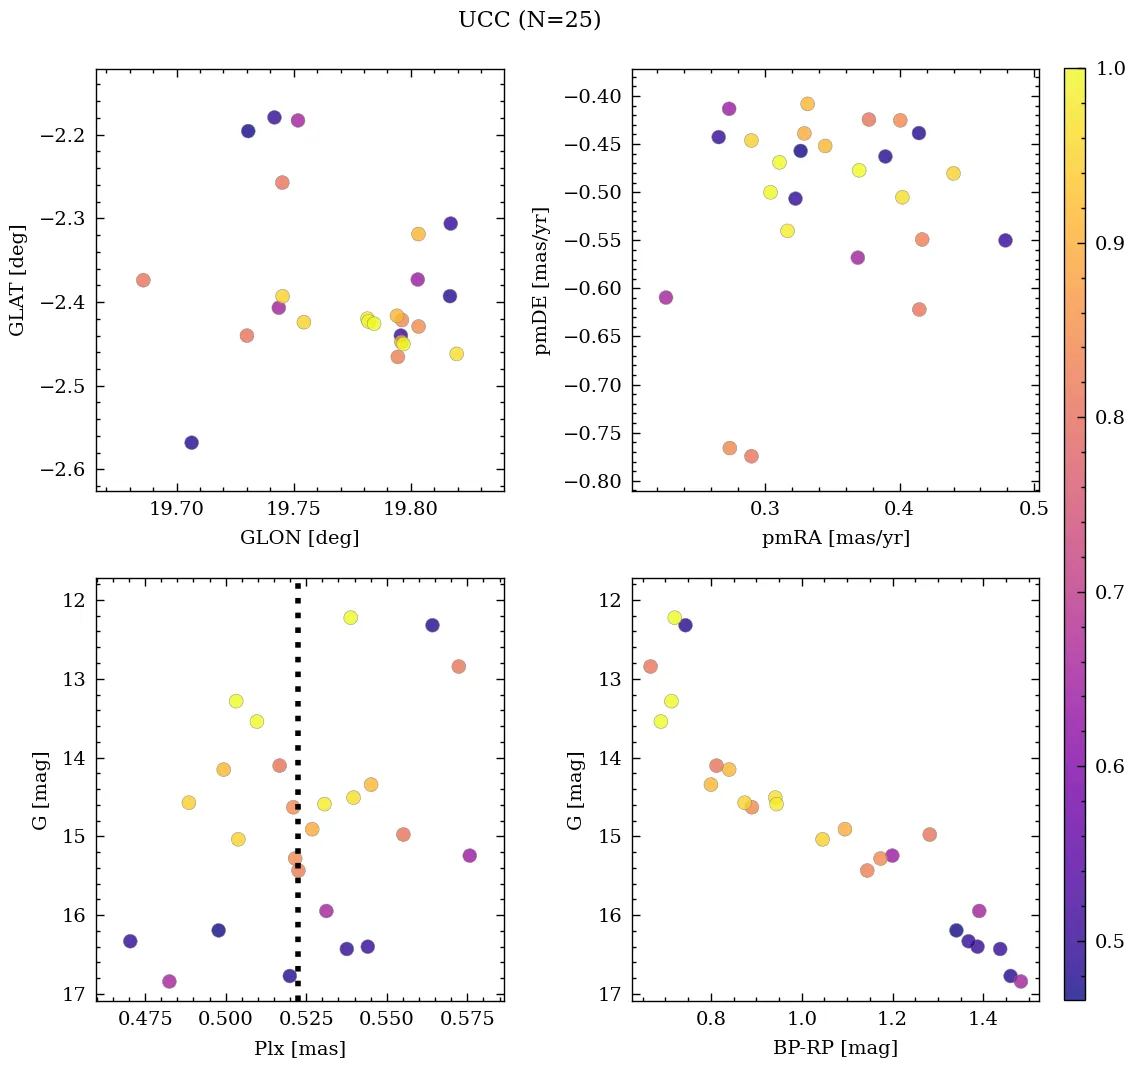 UCC (N=25)
−2.2
−2.3
−2.4
−2.5
−2.6
GLAT [deg]
19.70 19.75 19.80
GLON [deg]
−0.40
−0.45
−0.50
−0.55
−0.60
−0.65
−0.70
−0.75
−0.80
pmDE [mas/yr]
0.3 0.4 0.5
pmRA [mas/yr]
12
13
14
15
16
17
G [mag]
0.475 0.500 0.525 0.550 0.575
Plx [mas]
12
13
14
15
16
17
G [mag]
0.8 1.0 1.2 1.4
BP-RP [mag]
1.0
0.9
0.8
0.7
0.6
0.5